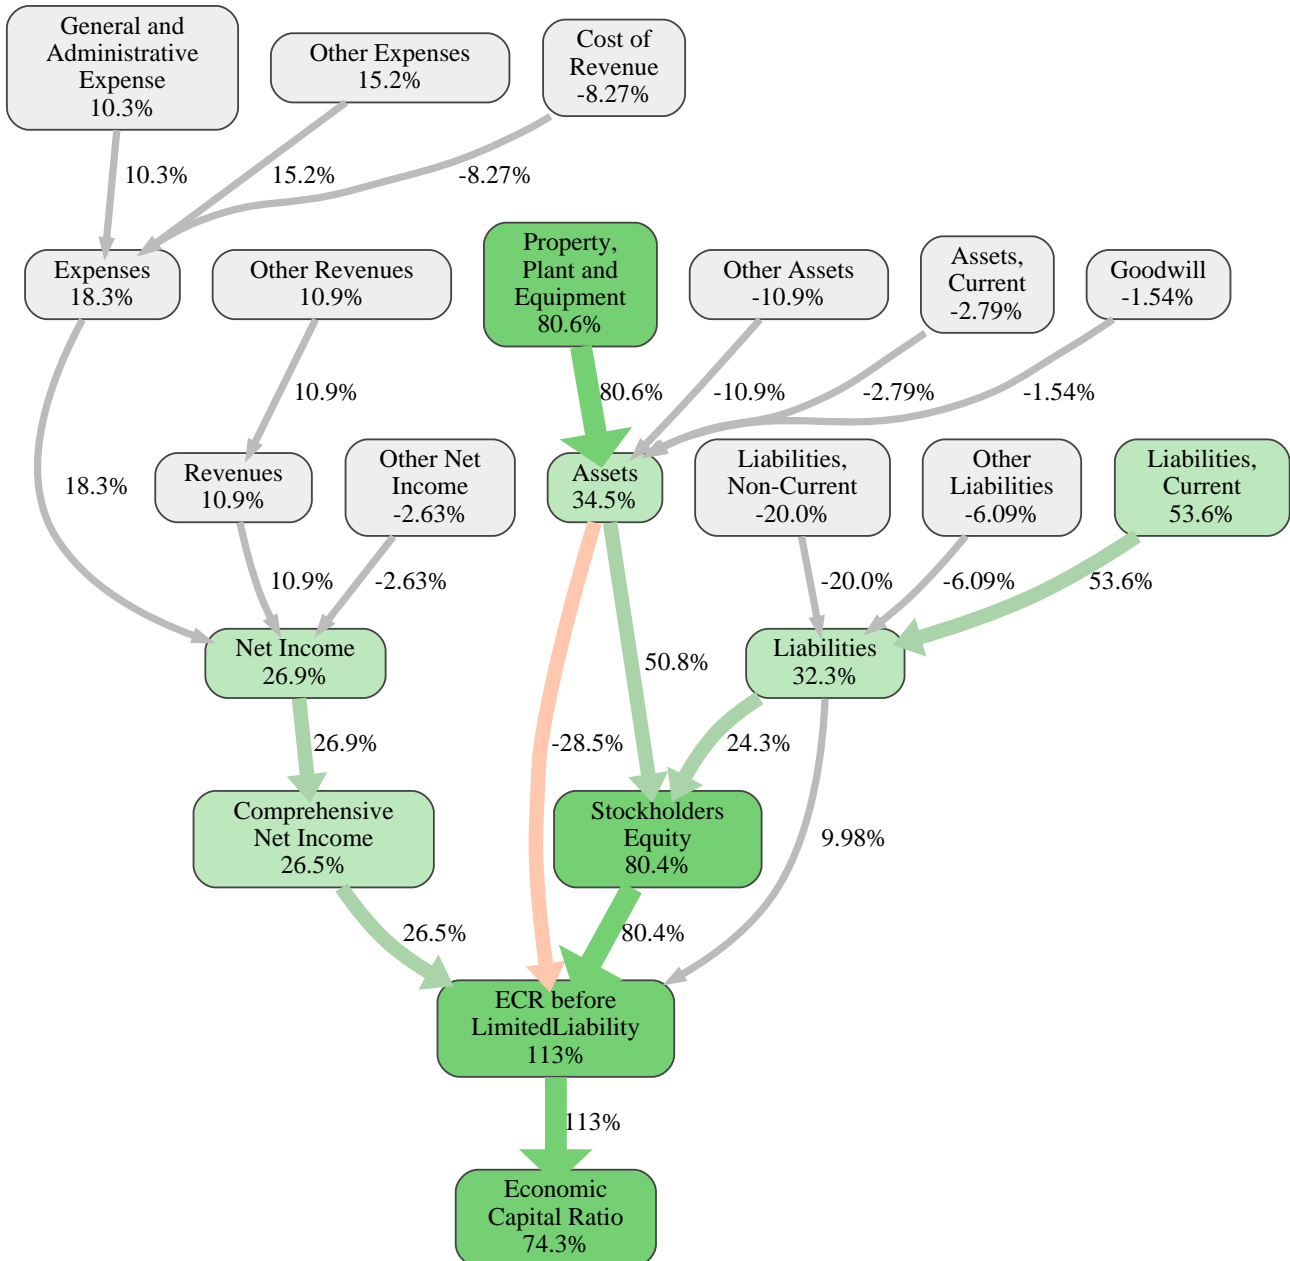 General and
Administrative
Expense
10.3%
Other Expenses
15.2%
Cost of
Revenue
-8.27%
10.3%
15.2%
-8.27%
Expenses
18.3%
Other Revenues
10.9%
Property,
Plant and
Equipment
80.6%
Other Assets
-10.9%
Assets,
Current
-2.79%
Goodwill
-1.54%
10.9%
80.6%
-10.9%
-2.79%
-1.54%
18.3%
Revenues
10.9%
Other Net
Income
-2.63%
Assets
34.5%
Liabilities,
Non-Current
-20.0%
Other
Liabilities
-6.09%
Liabilities,
Current
53.6%
10.9%
-2.63%
-20.0%
-6.09%
53.6%
Net Income
26.9%
50.8%
Liabilities
32.3%
26.9%
-28.5%
24.3%
Comprehensive
Net Income
26.5%
Stockholders
Equity
80.4%
9.98%
26.5%
80.4%
ECR before
LimitedLiability
113%
113%
Economic
Capital Ratio
74.3%